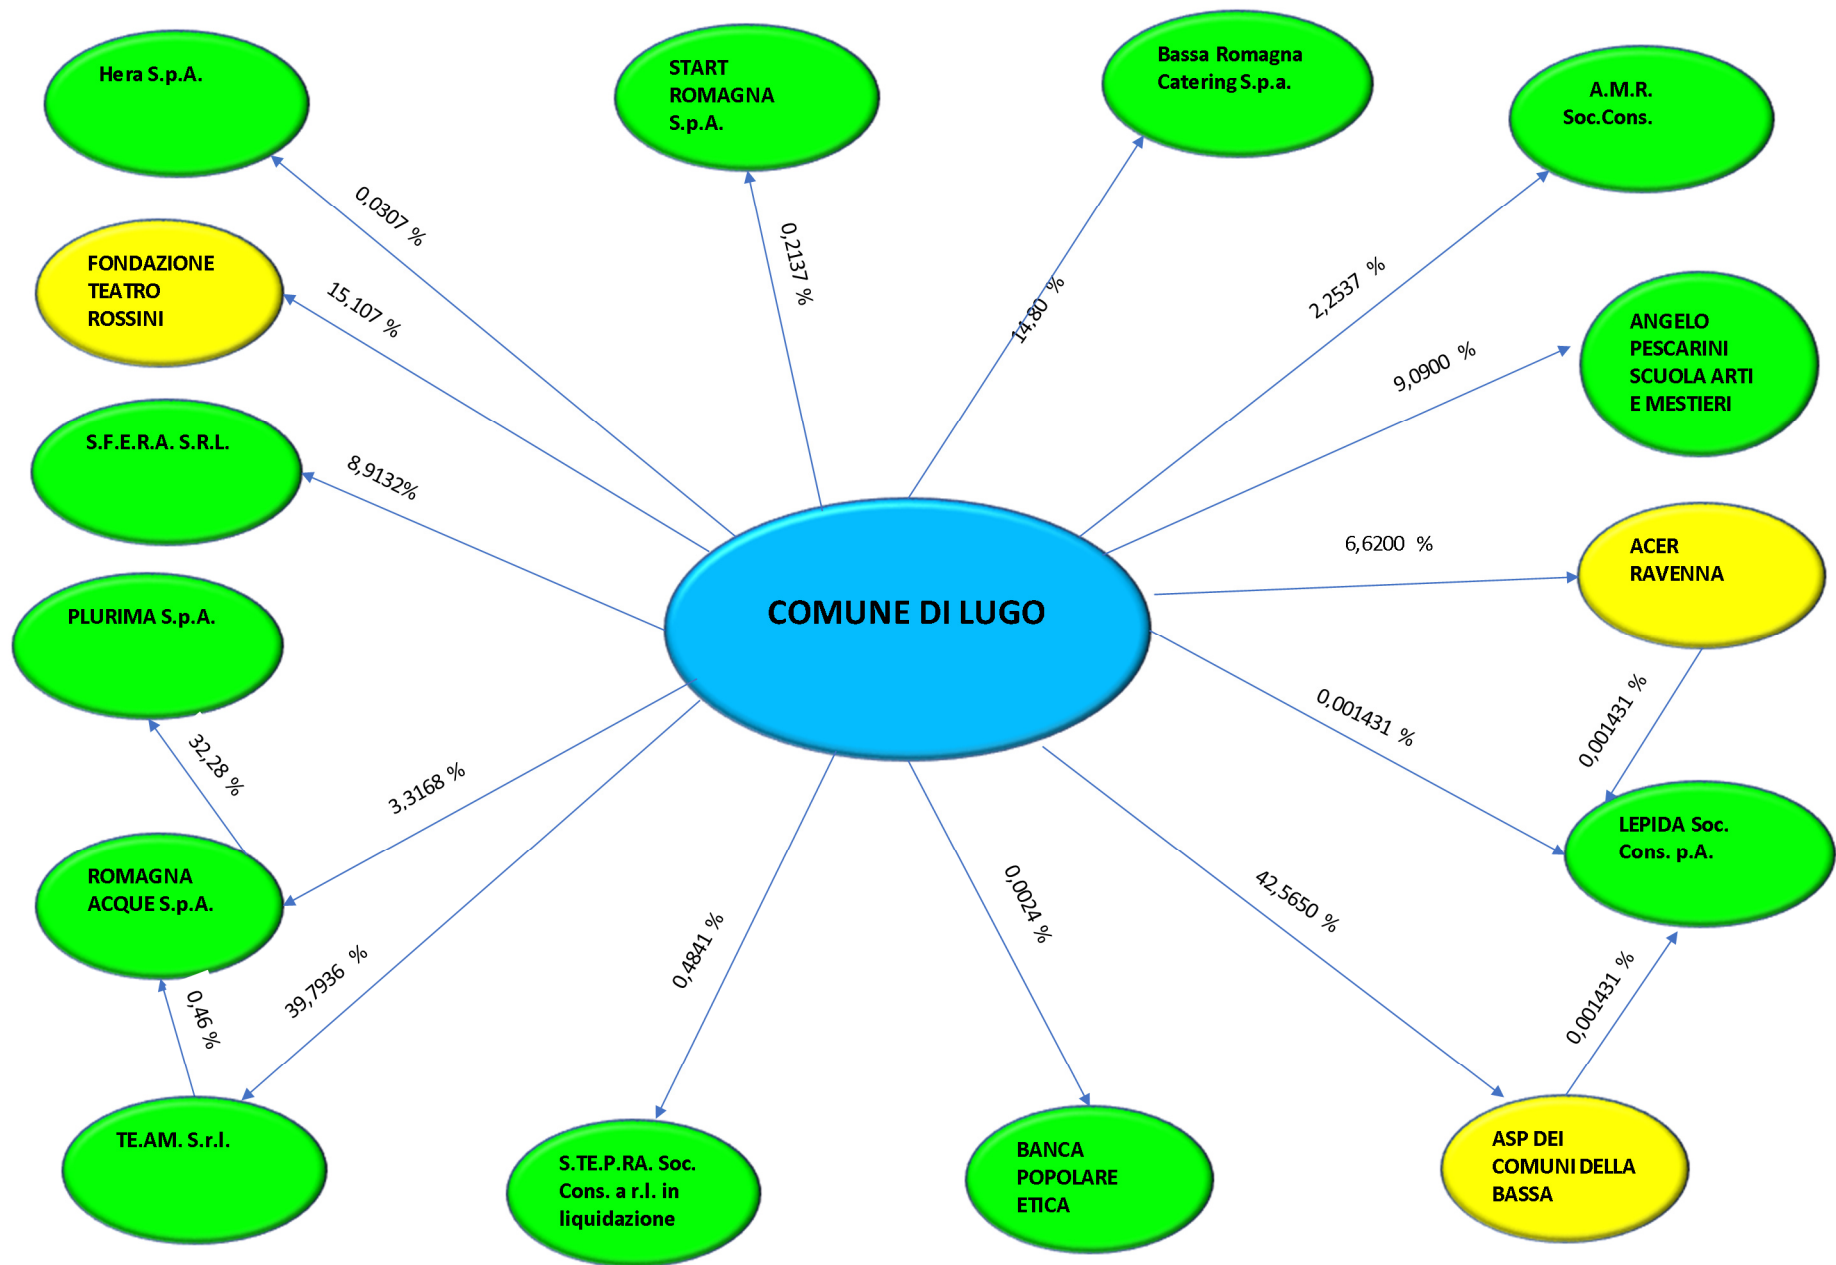 Hera S.p.A.
START
ROMAGNA
S.p.A.
Bassa Romagna
Catering S.p.a.
A.M.R.
Soc.Cons.
0,0307 %
0,2137 %
14,80 %
2,2537 %
FONDAZIONE
TEATRO
ROSSINI
15,107 %
9,0900 %
ANGELO
PESCARINI
SCUOLA ARTI
E MESTIERI
S.F.E.R.A. S.R.L.
8,9132%
6,6200 %
ACER
RAVENNA
COMUNE DI LUGO
PLURIMA S.p.A.
32,28 %
3,3168 %
0,001431 %
0,001431 %
LEPIDA Soc.
Cons. p.A.
ROMAGNA
ACQUE S.p.A.
0,46 %
39,7936 %
0,4841 %
0,0024 %
42,5650 %
0,001431 %
TE.AM. S.r.l.
S.TE.P.RA. Soc.
Cons. a r.l. in
liquidazione
BANCA
POPOLARE
ETICA
ASP DEI
COMUNI DELLA
BASSA